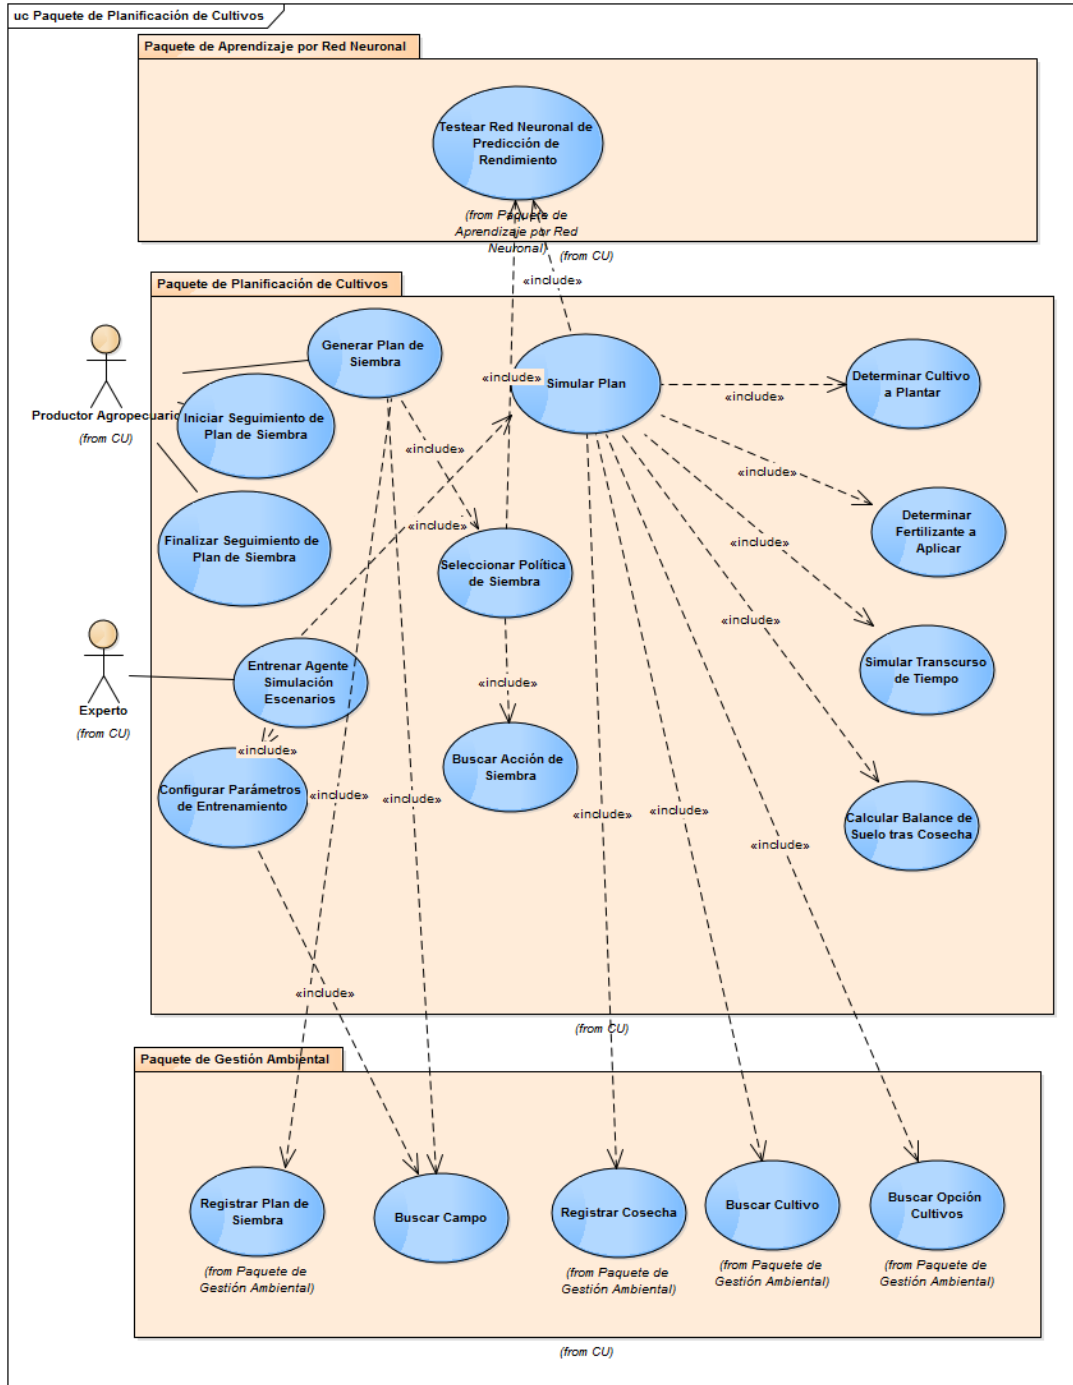 uc Paquete de Planificación de Cultivos
Paquete de Aprendizaje por Red Neuronal
Testear Red Neuronal de
Predicción de
Rendimiento
(from Paquete de
Aprendizaje por Red
Neuronal)
(from CU)
«include»
Paquete de Planificación de Cultivos
Generar Plan de
Siembra
«include»
Simular Plan
Determinar Cultivo
a Plantar
«include»
Productor Agropecuario
(from CU)
Iniciar Seguimiento de
Plan de Siembra
«include»
«include»
Finalizar Seguimiento de
Plan de Siembra
«include»
Determinar
Fertilizante a
Aplicar
Seleccionar Política
de Siembra
«include»
«include»
Experto
(from CU)
Entrenar Agente
Simulación
Escenarios
«include»
Simular Transcurso
de Tiempo
«include»
Configurar Parámetros
de Entrenamiento
Buscar Acción de
Siembra
«include»
«include»
«include»
«include»
«include»
Calcular Balance de
Suelo tras Cosecha
«include»
(from CU)
Paquete de Gestión Ambiental
Registrar Plan de
Siembra
(from Paquete de
Gestión Ambiental)
Buscar Campo
Registrar Cosecha
(from Paquete de
Gestión Ambiental)
Buscar Cultivo
(from Paquete de
Gestión Ambiental)
Buscar Opción
Cultivos
(from Paquete de
Gestión Ambiental)
(from CU)